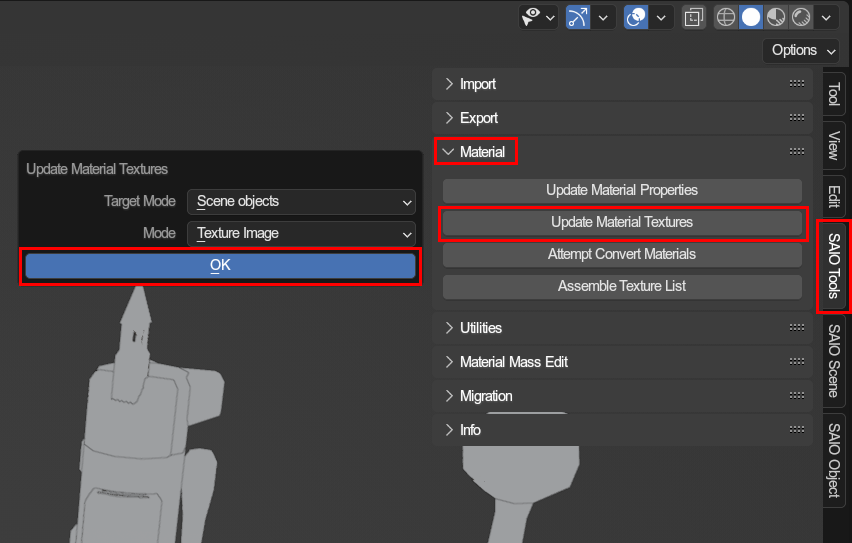 Options
Import
Export
Material
Update Material Properties
Update Material Textures
Attempt Convert Materials
Assemble Texture List
Utilities
Material Mass Edit
Migration
Info
Update Material Textures
Target Mode Scene objects
Mode Texture Image
OK
Tool
View
Edit
SAIO Tools
SAIO Scene
SAIO Object